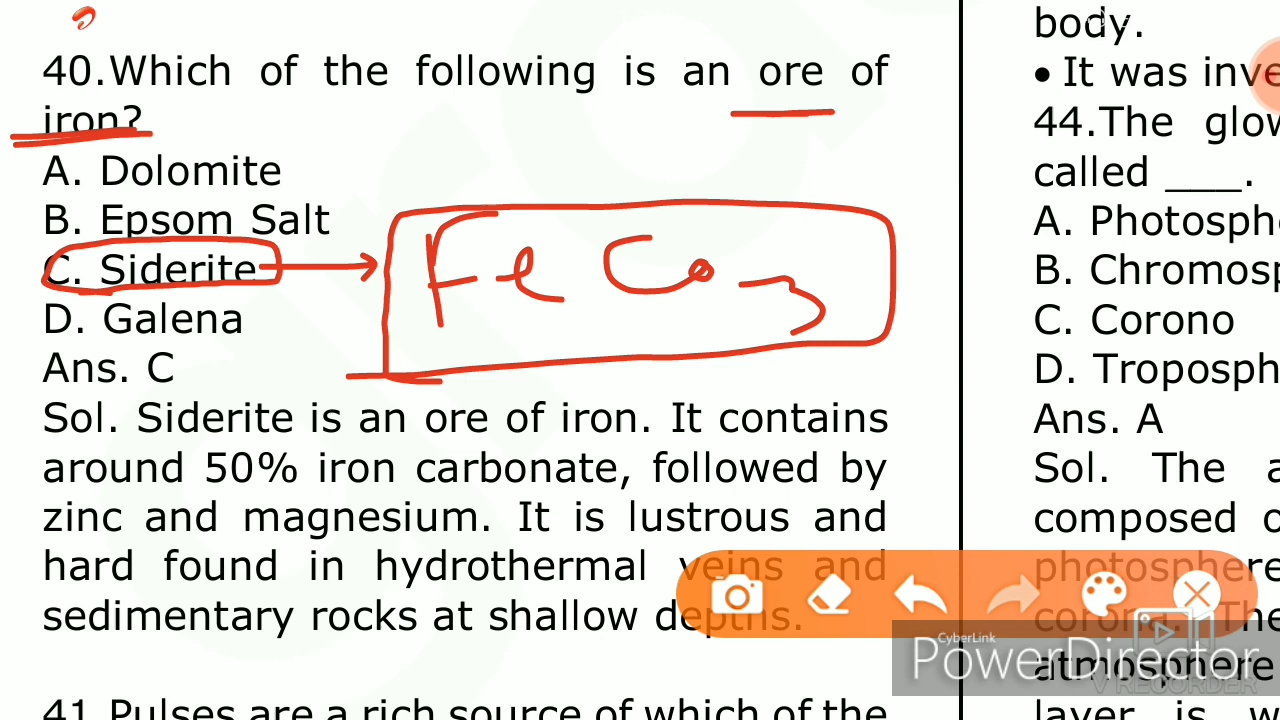 40.Which of the following is an ore of
iron?
A. Dolomite
B. Epsom Salt
C. Siderite
FeCo3
D. Galena
Ans. C
Sol. Siderite is an ore of iron. It contains
around 50% iron carbonate, followed by
zinc and magnesium. It is lustrous and
hard found in hydrothermal veins and
sedimentary rocks at shallow depths.
41.Pulses are a rich source of which of the
body.
• It was inve
44.The glow
called ___.
A. Photosph
B. Chromosp
C. Corono
D. Troposph
Ans. A
Sol. The a
composed o
photosphere
corona. The
atmosphere
layer is w
CyberLink
PowerDirector
V RECORDER